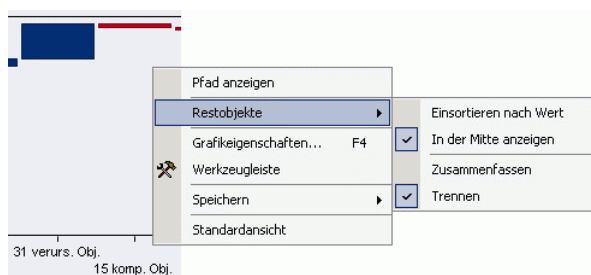 Pfad anzeigen
Restobjekte
Einsortieren nach Wert
In der Mitte anzeigen
Grafikeigenschaften... F4
Werkzeugleiste
Zusammenfassen
Speichern
Trennen
Standardansicht
31 verurs. Obj.
15 komp. Obj.